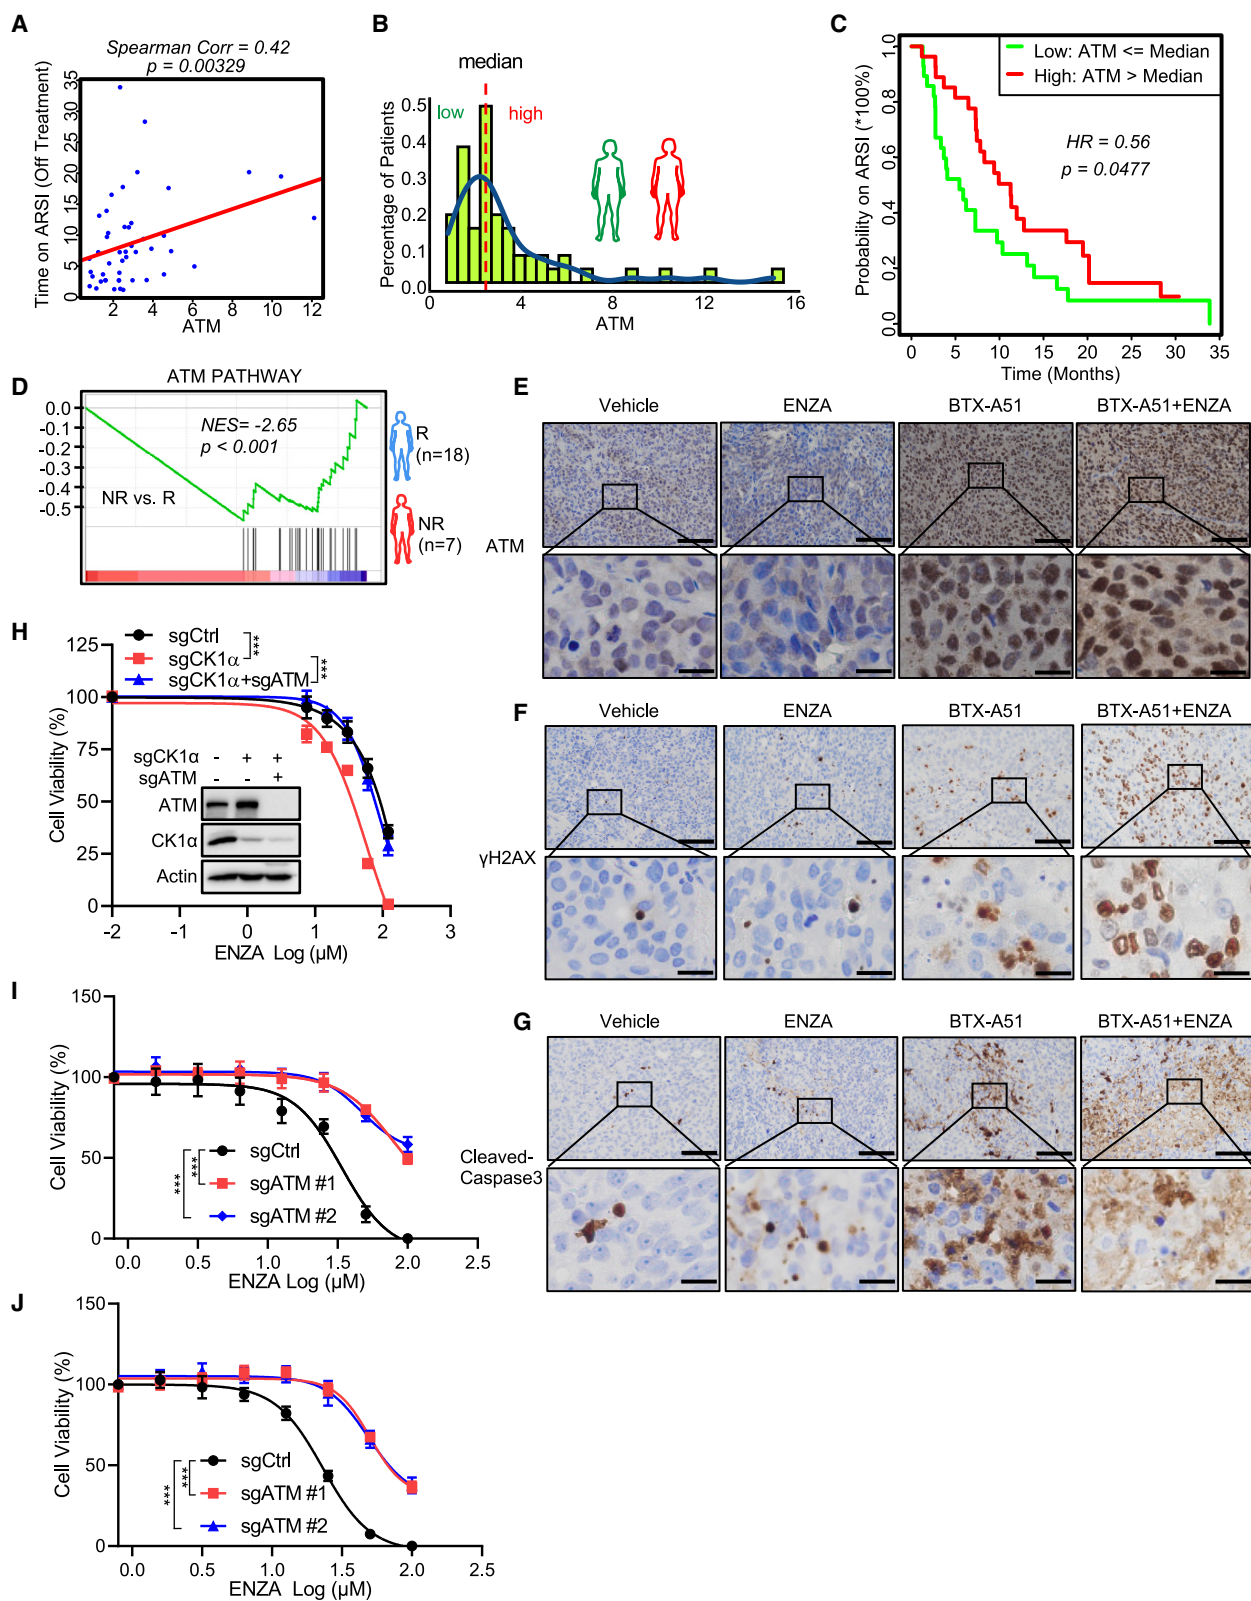 A
Spearman Corr = 0.42
p = 0.00329
Time on ARSI (Off Treatment)
0 5 10 15 20 25 30 35
2 4 6 8 10 12
ATM
B
median
low high
Percentage of Patients
0.5
0.4
0.3
0.2
0.1
0.0
0 4 8 12 16
ATM
C
Low: ATM <= Median
High: ATM > Median
HR = 0.56
p = 0.0477
Probability on ARSI (*100%)
0.0 0.2 0.4 0.6 0.8 1.0
0 5 10 15 20 25 30 35
Time (Months)
D
ATM PATHWAY
0.0
-0.1
-0.2
-0.3
-0.4
-0.5
NES= -2.65
p < 0.001
NR vs. R
R
(n=18)
NR
(n=7)
E
Vehicle ENZA BTX-A51 BTX-A51+ENZA
ATM
F
Vehicle ENZA BTX-A51 BTX-A51+ENZA
γH2AX
G
Vehicle ENZA BTX-A51 BTX-A51+ENZA
Cleaved-
Caspase3
H
sgCtrl
sgCK1α
sgCK1α+sgATM
***
***
Cell Viability (%)
125
100
75
50
25
0
sgCK1α - + +
sgATM - - +
ATM
CK1α
Actin
-2 -1 0 1 2 3
ENZA Log (μM)
I
Cell Viability (%)
150
100
50
0
sgCtrl
sgATM #1
sgATM #2
***
***
0.0 0.5 1.0 1.5 2.0 2.5
ENZA Log (μM)
J
Cell Viability (%)
150
100
50
0
sgCtrl
sgATM #1
sgATM #2
***
***
0.0 0.5 1.0 1.5 2.0 2.5
ENZA Log (μM)